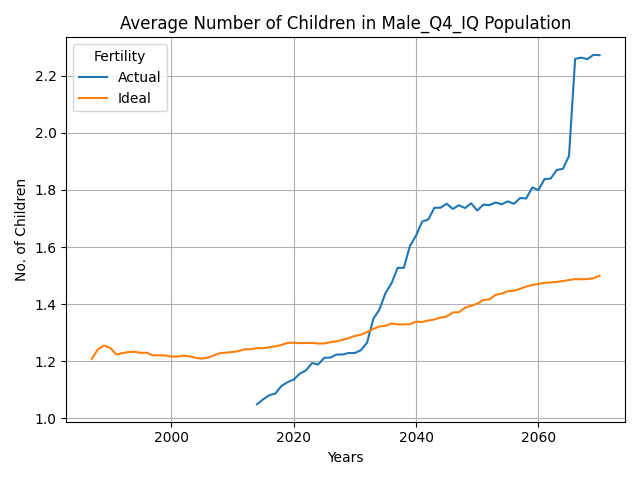 Average Number of Children in Male_Q4_IQ Population
Fertility
Actual
Ideal
2.2
2.0
1.8
1.6
1.4
1.2
1.0
No. of Children
2000
2020
2040
2060
Years